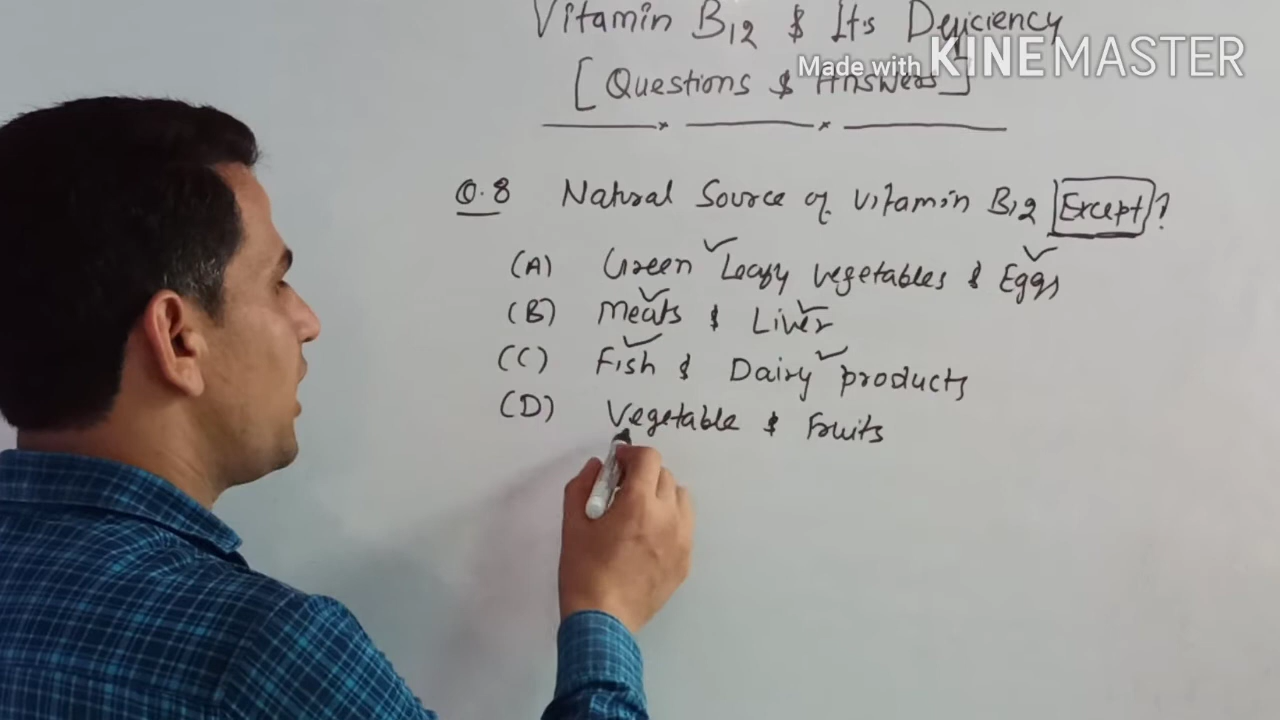 Vitamin B12 & It's Deficiency
Made with KINEMASTER
[Questions & Answers]
Q.8 Natural Source of Vitamin B12 Except?
(A) Green Leafy vegetables & Eggs
(B) Meats & Liver
(C) Fish & Dairy products
(D) Vegetable & Fruits